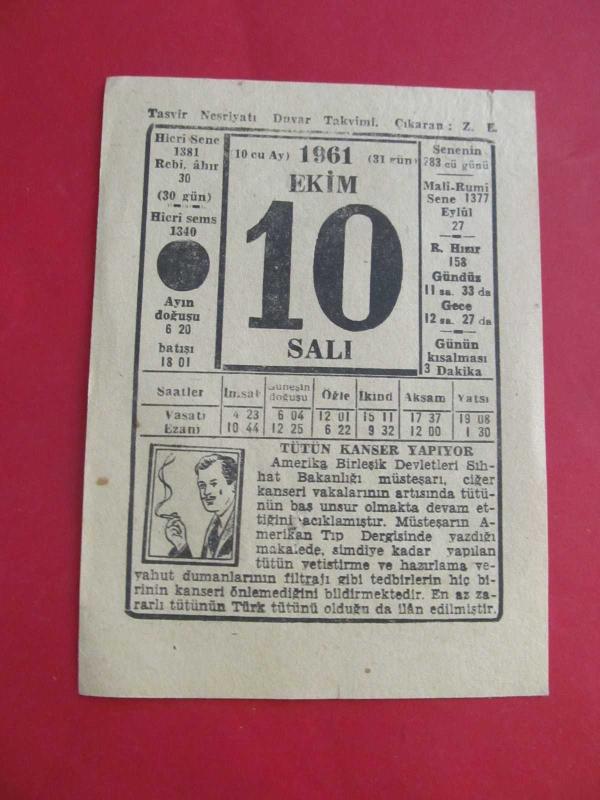 Tasvir Neşriyatı Duvar Takvimi. Çıkaran: Z. E.
Hicri Sene
1381
Rebi. âhır
30
(30 gün)
Hicri şems
1340
Ayın
doğuşu
6 20
batışı
18 01
(10 cu Ay) 1961 (31 gün)
EKİM
10
SALI
Senenin
283.cü günü
Mali-Rumi
Sene 1377
Eylûl
27
R. Hızır
158
Gündüz
11 sa. 33 da
Gece
12 sa. 27 da
Günün
kısalması
3 Dakika
Saatler İmsak Güneşin doğuşu Öğle İkindi Akşam Yatsı
Vasatî 4 23 6 04 12 01 15 11 17 37 19 08
Ezanî 10 44 12 25 6 22 9 32 12 00 1 30
TÜTÜN KANSER YAPIYOR
Amerika Birleşik Devletleri Sıh-
hat Bakanlığı müsteşarı, ciğer
kanseri vakalarının artışında tütü-
nün baş unsur olmakta devam et-
tiğini açıklamıştır. Müsteşarın A-
merikan Tıp Dergisinde yazdığı
makalede, şimdiye kadar yapılan
tütün yetiştirme ve hazırlama ve-
yahut dumanlarının filtrajı gibi tedbirlerin hiç bi-
rinin kanseri önlemediğini bildirmektedir. En az za-
rarlı tütünün Türk tütünü olduğu da ilân edilmiştir.